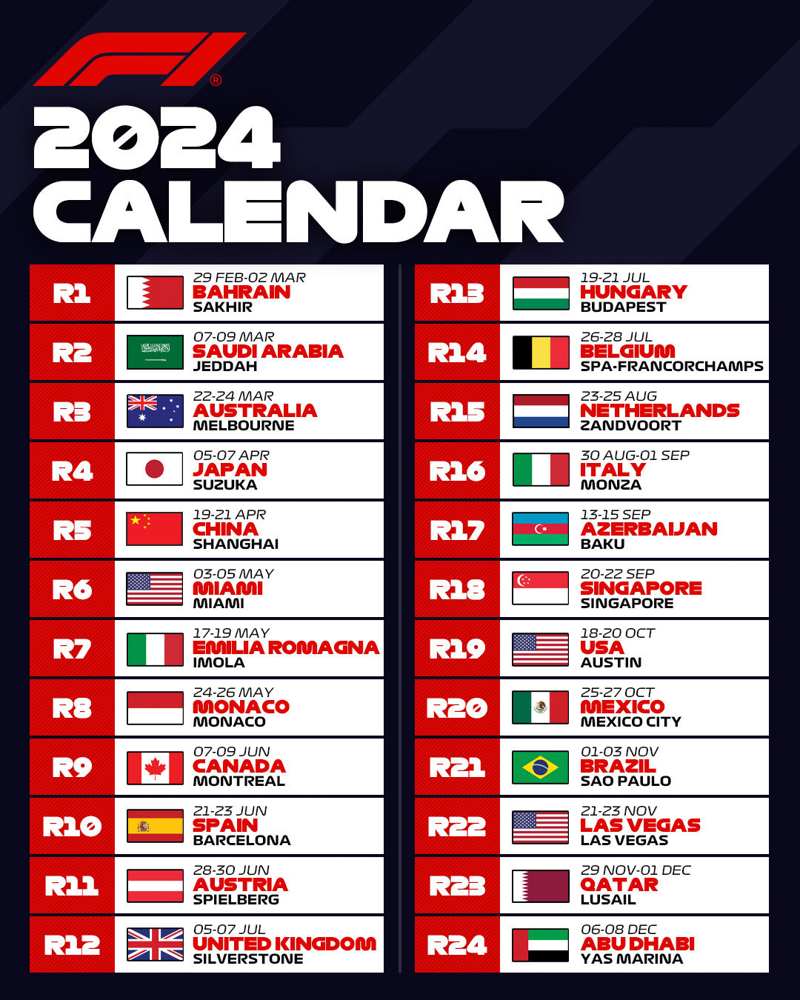 F1®
2024
CALENDAR
R1
29 FEB-02 MAR
BAHRAIN
SAKHIR
R2
07-09 MAR
SAUDI ARABIA
JEDDAH
R3
22-24 MAR
AUSTRALIA
MELBOURNE
R4
05-07 APR
JAPAN
SUZUKA
R5
19-21 APR
CHINA
SHANGHAI
R6
03-05 MAY
MIAMI
MIAMI
R7
17-19 MAY
EMILIA ROMAGNA
IMOLA
R8
24-26 MAY
MONACO
MONACO
R9
07-09 JUN
CANADA
MONTREAL
R10
21-23 JUN
SPAIN
BARCELONA
R11
28-30 JUN
AUSTRIA
SPIELBERG
R12
05-07 JUL
UNITED KINGDOM
SILVERSTONE
R13
19-21 JUL
HUNGARY
BUDAPEST
R14
26-28 JUL
BELGIUM
SPA-FRANCORCHAMPS
R15
23-25 AUG
NETHERLANDS
ZANDVOORT
R16
30 AUG-01 SEP
ITALY
MONZA
R17
13-15 SEP
AZERBAIJAN
BAKU
R18
20-22 SEP
SINGAPORE
SINGAPORE
R19
18-20 OCT
USA
AUSTIN
R20
25-27 OCT
MEXICO
MEXICO CITY
R21
01-03 NOV
BRAZIL
SAO PAULO
R22
21-23 NOV
LAS VEGAS
LAS VEGAS
R23
29 NOV-01 DEC
QATAR
LUSAIL
R24
06-08 DEC
ABU DHABI
YAS MARINA